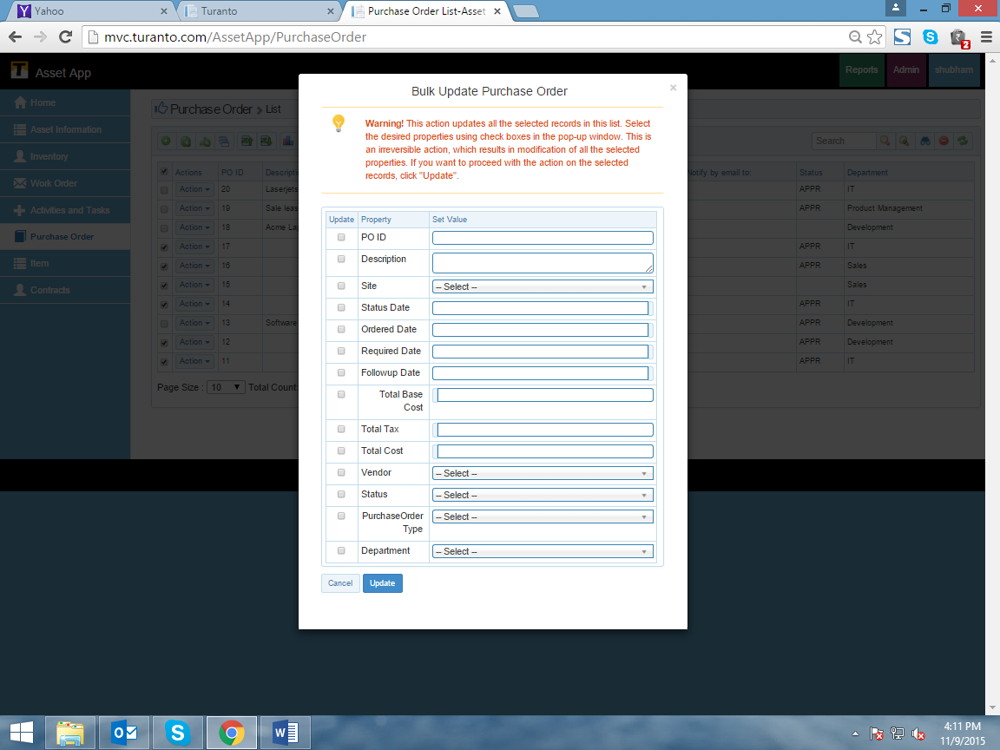 Yahoo
Turanto
Purchase Order List-Asset
mvc.turanto.com/AssetApp/PurchaseOrder
2
T Asset App
Reports
Admin
shubham
Home
Asset Information
Inventory
Work Order
Activities and Tasks
Purchase Order
Item
Contracts
Purchase Order > List
Search
Actions PO ID Notify by email to: Status Department
Action 20 Laserjets APPR IT
Action 19 Sale leas APPR Product Management
Action 18 Acme La Development
Action 17 APPR IT
Action 16 APPR Sales
Action 15 Sales
Action 14 APPR IT
Action 13 Software APPR Development
Action 12 APPR Development
Action 11 APPR IT
Page Size : 10 Total Count:
Bulk Update Purchase Order
×
Warning! This action updates all the selected records in this list. Select
the desired properties using check boxes in the pop-up window. This is
an irreversible action, which results in modification of all the selected
properties. If you want to proceed with the action on the selected
records, click "Update".
Update Property Set Value
PO ID
Description
Site -- Select --
Status Date
Ordered Date
Required Date
Followup Date
Total Base
Cost
Total Tax
Total Cost
Vendor -- Select --
Status -- Select --
PurchaseOrder -- Select --
Type
Department -- Select --
Cancel
Update
4:11 PM
11/9/2015